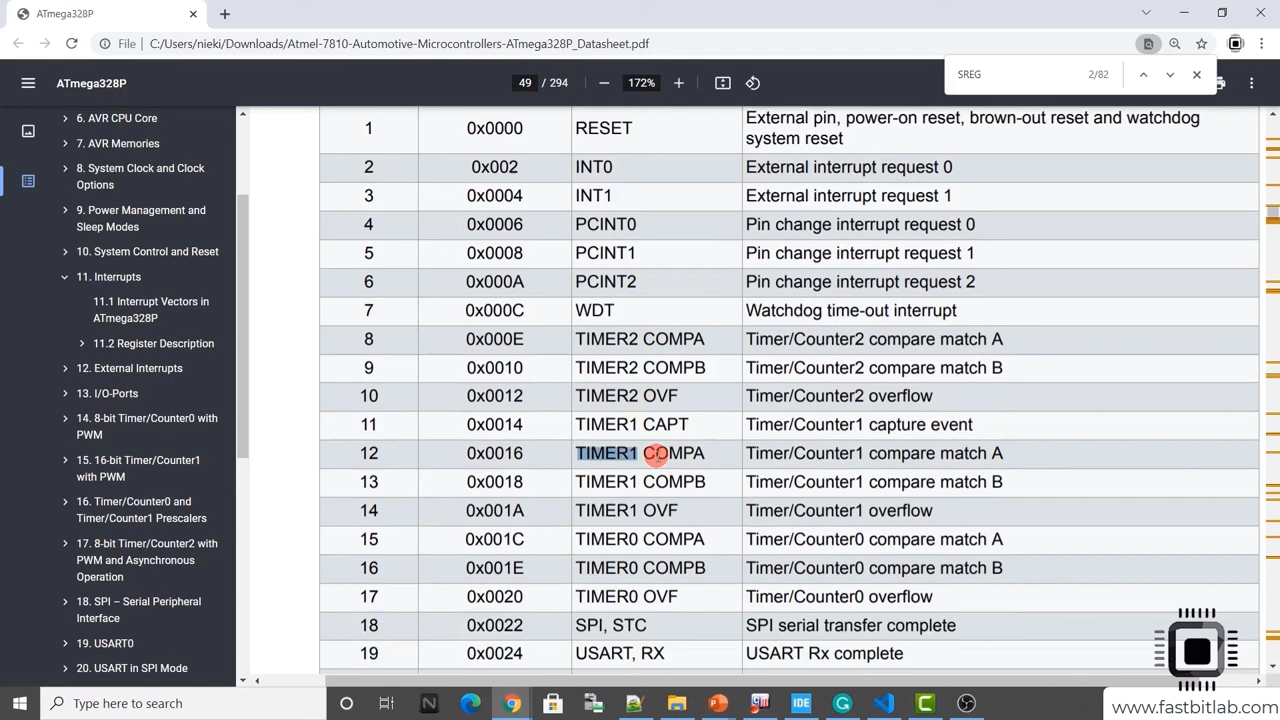 ATmega328P
File C:/Users/nieki/Downloads/Atmel-7810-Automotive-Microcontrollers-ATmega328P_Datasheet.pdf
SREG 2/82
ATmega328P
49 / 294 172%
6. AVR CPU Core
7. AVR Memories
8. System Clock and Clock
Options
9. Power Management and
Sleep Modes
10. System Control and Reset
11. Interrupts
11.1 Interrupt Vectors in
ATmega328P
11.2 Register Description
12. External Interrupts
13. I/O-Ports
14. 8-bit Timer/Counter0 with
PWM
15. 16-bit Timer/Counter1
with PWM
16. Timer/Counter0 and
Timer/Counter1 Prescalers
17. 8-bit Timer/Counter2 with
PWM and Asynchronous
Operation
18. SPI – Serial Peripheral
Interface
19. USART0
20. USART in SPI Mode
1 0x0000 RESET External pin, power-on reset, brown-out reset and watchdog
system reset
2 0x002 INT0 External interrupt request 0
3 0x0004 INT1 External interrupt request 1
4 0x0006 PCINT0 Pin change interrupt request 0
5 0x0008 PCINT1 Pin change interrupt request 1
6 0x000A PCINT2 Pin change interrupt request 2
7 0x000C WDT Watchdog time-out interrupt
8 0x000E TIMER2 COMPA Timer/Counter2 compare match A
9 0x0010 TIMER2 COMPB Timer/Counter2 compare match B
10 0x0012 TIMER2 OVF Timer/Counter2 overflow
11 0x0014 TIMER1 CAPT Timer/Counter1 capture event
12 0x0016 TIMER1 COMPA Timer/Counter1 compare match A
13 0x0018 TIMER1 COMPB Timer/Counter1 compare match B
14 0x001A TIMER1 OVF Timer/Counter1 overflow
15 0x001C TIMER0 COMPA Timer/Counter0 compare match A
16 0x001E TIMER0 COMPB Timer/Counter0 compare match B
17 0x0020 TIMER0 OVF Timer/Counter0 overflow
18 0x0022 SPI, STC SPI serial transfer complete
19 0x0024 USART, RX USART Rx complete
Type here to search
IDE
www.fastbitlab.com